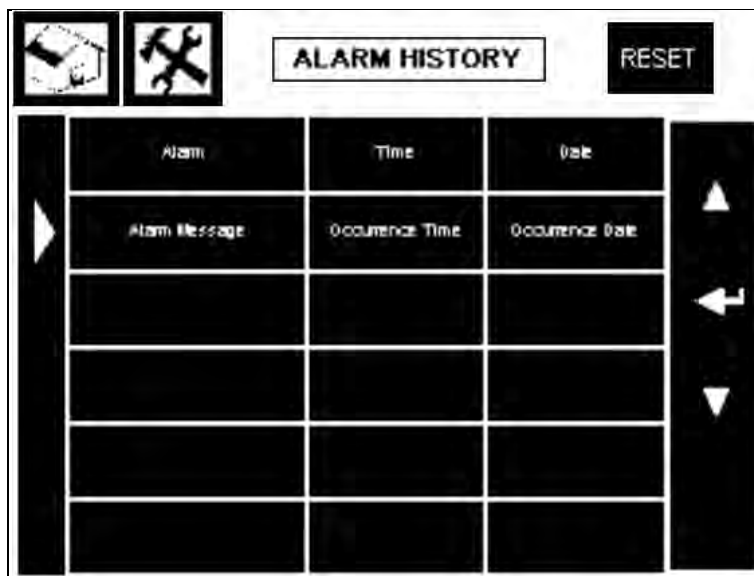 ALARM HISTORY
RESET
Alarm Time Date
Alarm Message Occurrence Time Occurrence Date